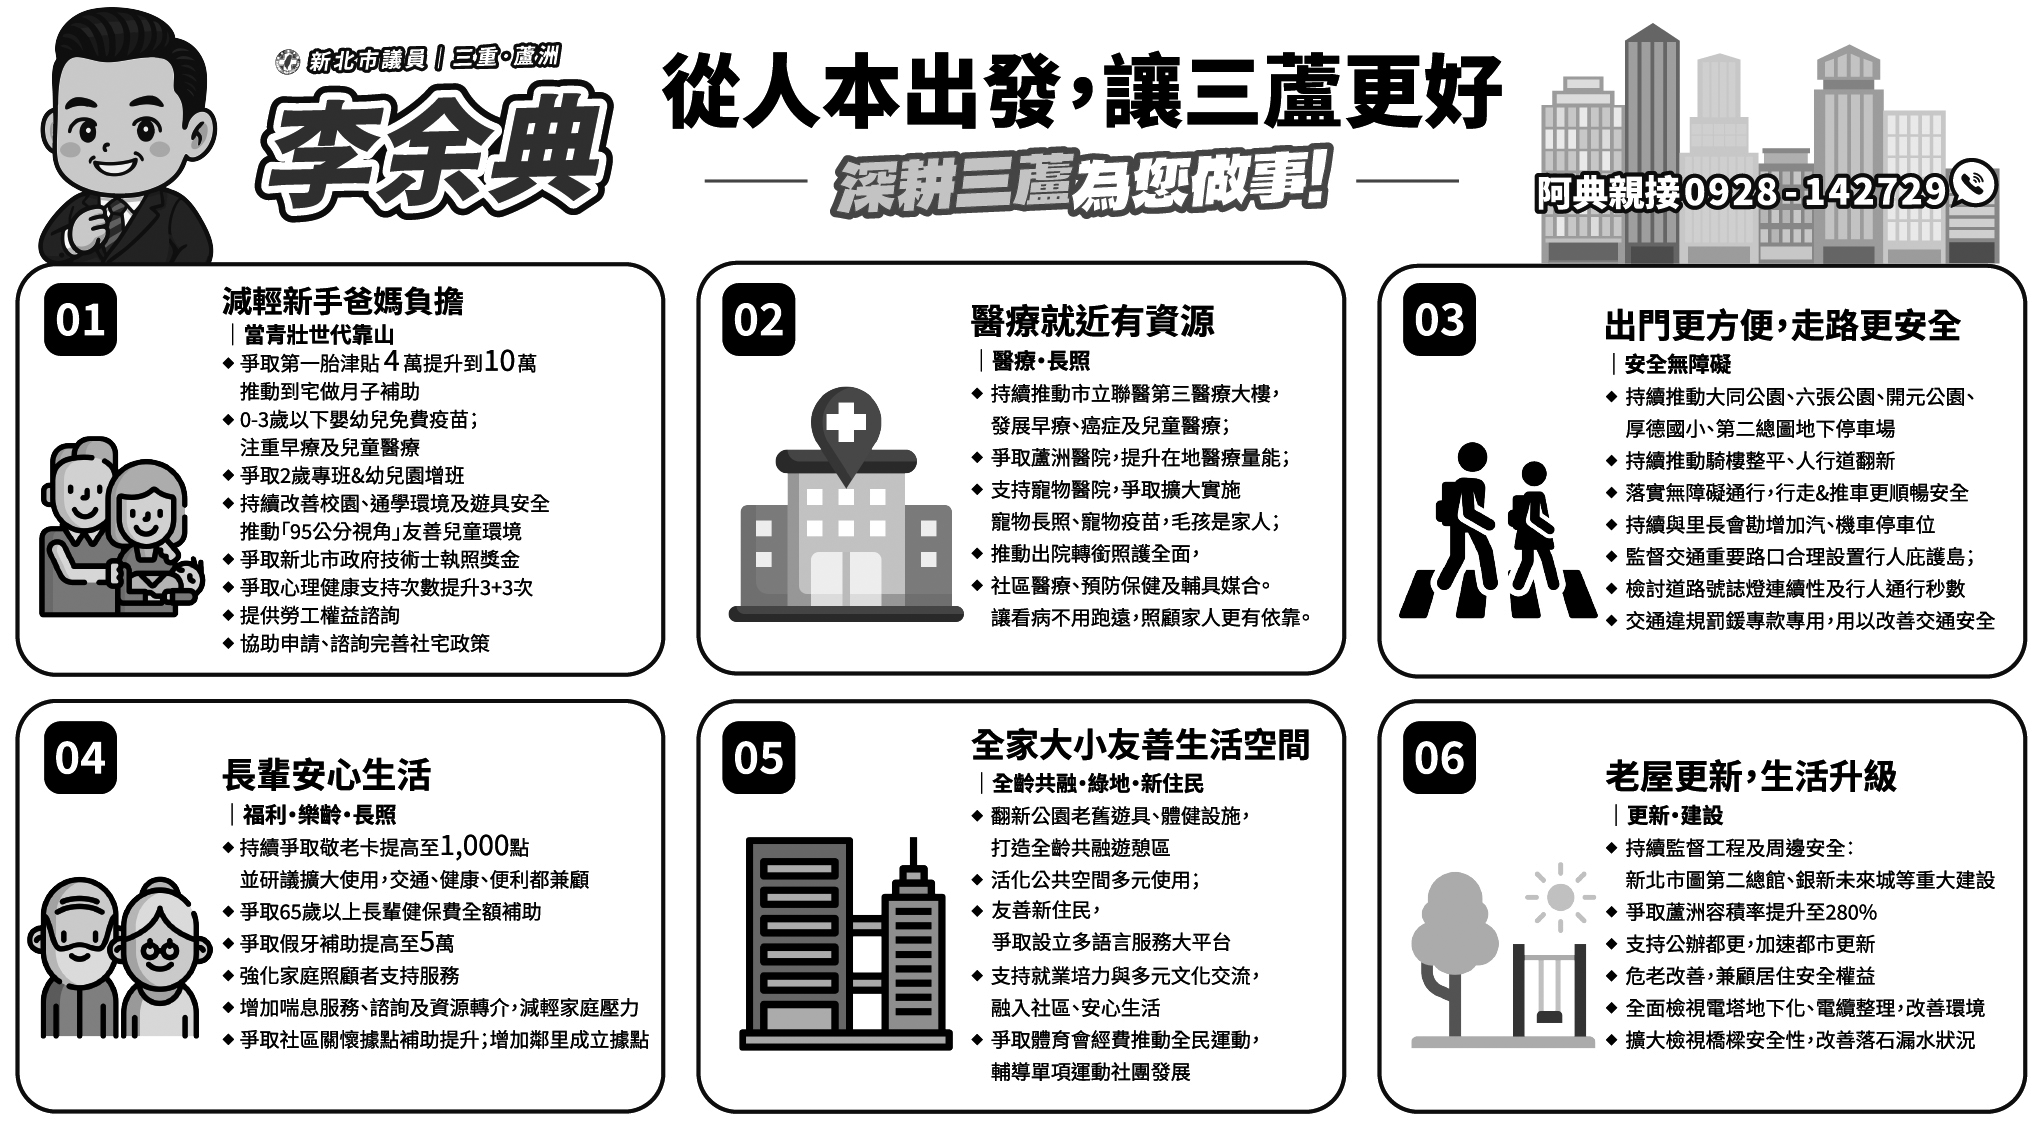 新北市議員｜三重・蘆洲
李余典
從人本出發，讓三蘆更好
深耕三蘆為您做事！
阿典親接0928-142729
01
減輕新手爸媽負擔
｜當青壯世代靠山
◆ 爭取第一胎津貼 4 萬提升到10萬
推動到宅做月子補助
◆ 0-3歲以下嬰幼兒免費疫苗；
注重早療及兒童醫療
◆ 爭取2歲專班&幼兒園增班
◆ 持續改善校園、通學環境及遊具安全
推動「95公分視角」友善兒童環境
◆ 爭取新北市政府技術士執照獎金
◆ 爭取心理健康支持次數提升3+3次
◆ 提供勞工權益諮詢
◆ 協助申請、諮詢完善社宅政策
02
醫療就近有資源
｜醫療・長照
◆ 持續推動市立聯醫第三醫療大樓，
發展早療、癌症及兒童醫療；
◆ 爭取蘆洲醫院，提升在地醫療量能；
◆ 支持寵物醫院，爭取擴大實施
寵物長照、寵物疫苗，毛孩是家人；
◆ 推動出院轉銜照護全面，
◆ 社區醫療、預防保健及輔具媒合。
讓看病不用跑遠，照顧家人更有依靠。
03
出門更方便，走路更安全
｜安全無障礙
◆ 持續推動大同公園、六張公園、開元公園、
厚德國小、第二總圖地下停車場
◆ 持續推動騎樓整平、人行道翻新
◆ 落實無障礙通行，行走&推車更順暢安全
◆ 持續與里長會勘增加汽、機車停車位
◆ 監督交通重要路口合理設置行人庇護島；
◆ 檢討道路號誌燈連續性及行人通行秒數
◆ 交通違規罰鍰專款專用，用以改善交通安全
04
長輩安心生活
｜福利・樂齡・長照
◆ 持續爭取敬老卡提高至1,000點
並研議擴大使用，交通、健康、便利都兼顧
◆ 爭取65歲以上長輩健保費全額補助
◆ 爭取假牙補助提高至5萬
◆ 強化家庭照顧者支持服務
◆ 增加喘息服務、諮詢及資源轉介，減輕家庭壓力
◆ 爭取社區關懷據點補助提升；增加鄰里成立據點
05
全家大小友善生活空間
｜全齡共融・綠地・新住民
◆ 翻新公園老舊遊具、體健設施，
打造全齡共融遊憩區
◆ 活化公共空間多元使用；
◆ 友善新住民，
爭取設立多語言服務大平台
◆ 支持就業培力與多元文化交流，
融入社區、安心生活
◆ 爭取體育會經費推動全民運動，
輔導單項運動社團發展
06
老屋更新，生活升級
｜更新・建設
◆ 持續監督工程及周邊安全：
新北市圖第二總館、銀新未來城等重大建設
◆ 爭取蘆洲容積率提升至280%
◆ 支持公辦都更，加速都市更新
◆ 危老改善，兼顧居住安全權益
◆ 全面檢視電塔地下化、電纜整理，改善環境
◆ 擴大檢視橋樑安全性，改善落石漏水狀況